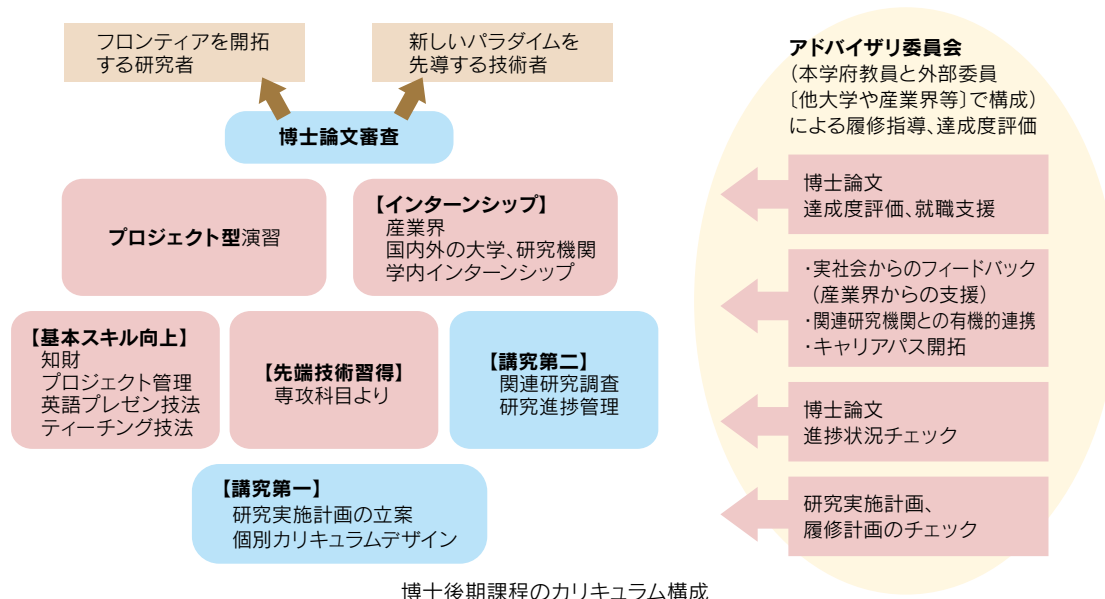 フロンティアを開拓
する研究者
新しいパラダイムを
先導する技術者
博士論文審査
プロジェクト型演習
【インターンシップ】
産業界
国内外の大学、研究機関
学内インターンシップ
【基本スキル向上】
知財
プロジェクト管理
英語プレゼン技法
ティーチング技法
【先端技術習得】
専攻科目より
【講究第二】
関連研究調査
研究進捗管理
【講究第一】
研究実施計画の立案
個別カリキュラムデザイン
アドバイザリ委員会
(本学府教員と外部委員
〔他大学や産業界等〕で構成)
による履修指導、達成度評価
博士論文
達成度評価、就職支援
・実社会からのフィードバック
(産業界からの支援)
・関連研究機関との有機的連携
・キャリアパス開拓
博士論文
進捗状況チェック
研究実施計画、
履修計画のチェック
博士後期課程のカリキュラム構成